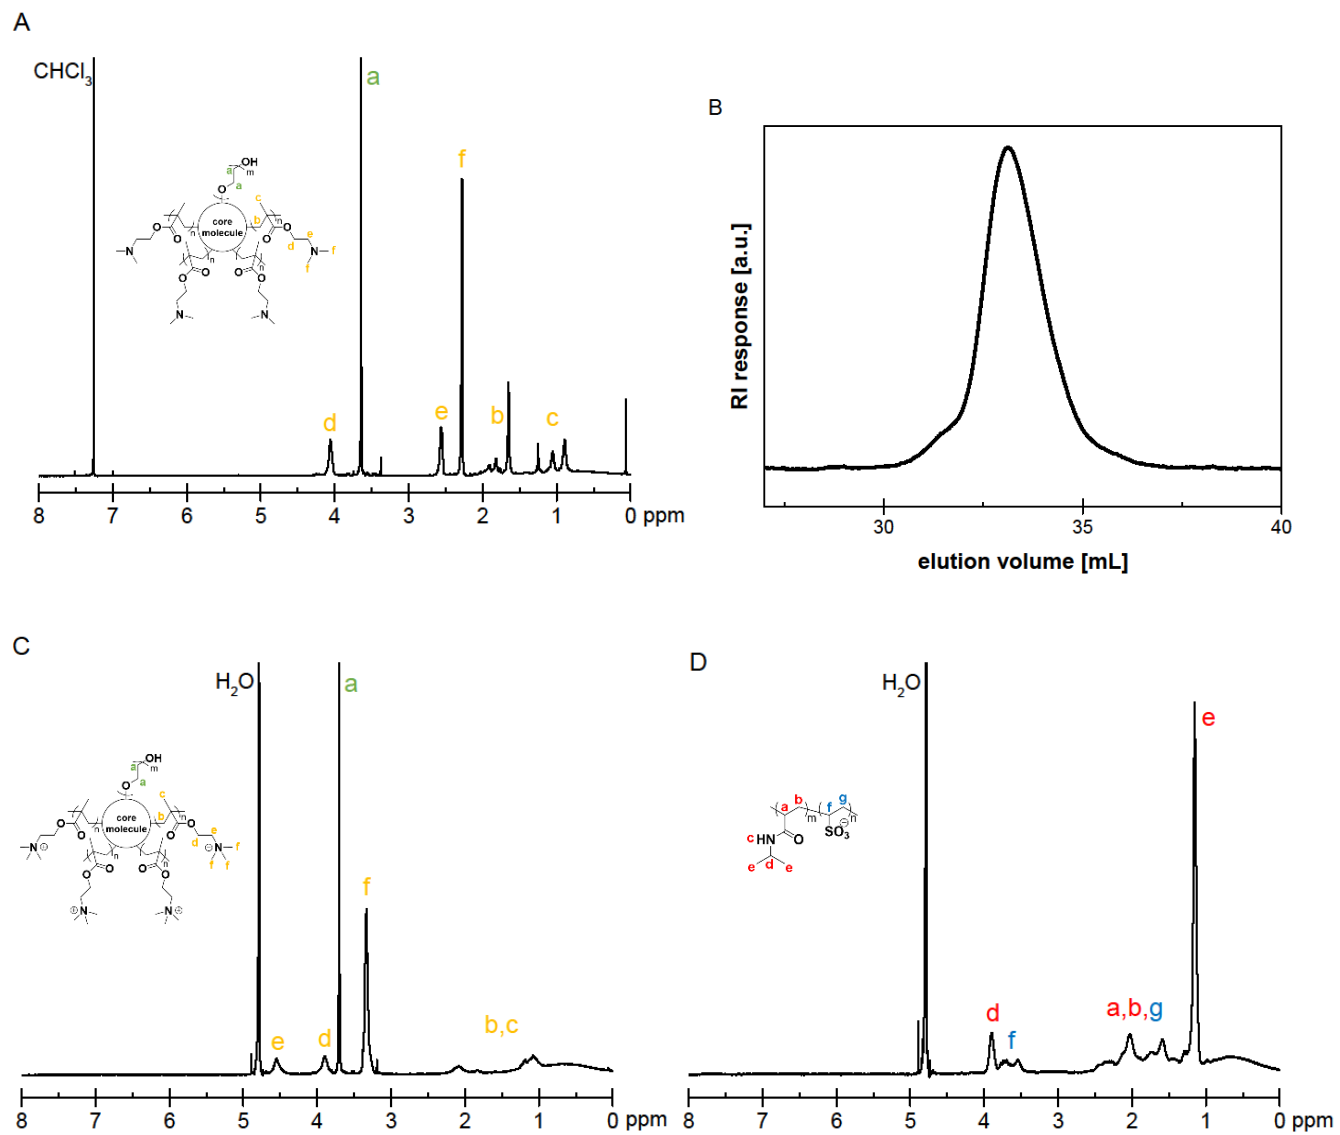 A
CHCl3
a
OH
a
m
a
O
c
b
n
O
O
n
core
molecule
O
O
d
e
N
f
f
N
n
n
O
O
O
O
N
N
f
d
e
b
c
8 7 6 5 4 3 2 1 0 ppm
B
RI response [a.u.]
30 35 40
elution volume [mL]
C
H2O
a
OH
a
m
a
O
c
b
n
O
O
n
core
molecule
O
O
d
e
N
⊕
N
⊖
f
f
f
n
n
O
O
O
O
N
⊕
N
⊕
f
e
d
b,c
8 7 6 5 4 3 2 1 0 ppm
D
H2O
e
a
b
f
g
m
n
c HN
O
SO3⊖
e
d
e
d
f
a,b,g
8 7 6 5 4 3 2 1 0 ppm